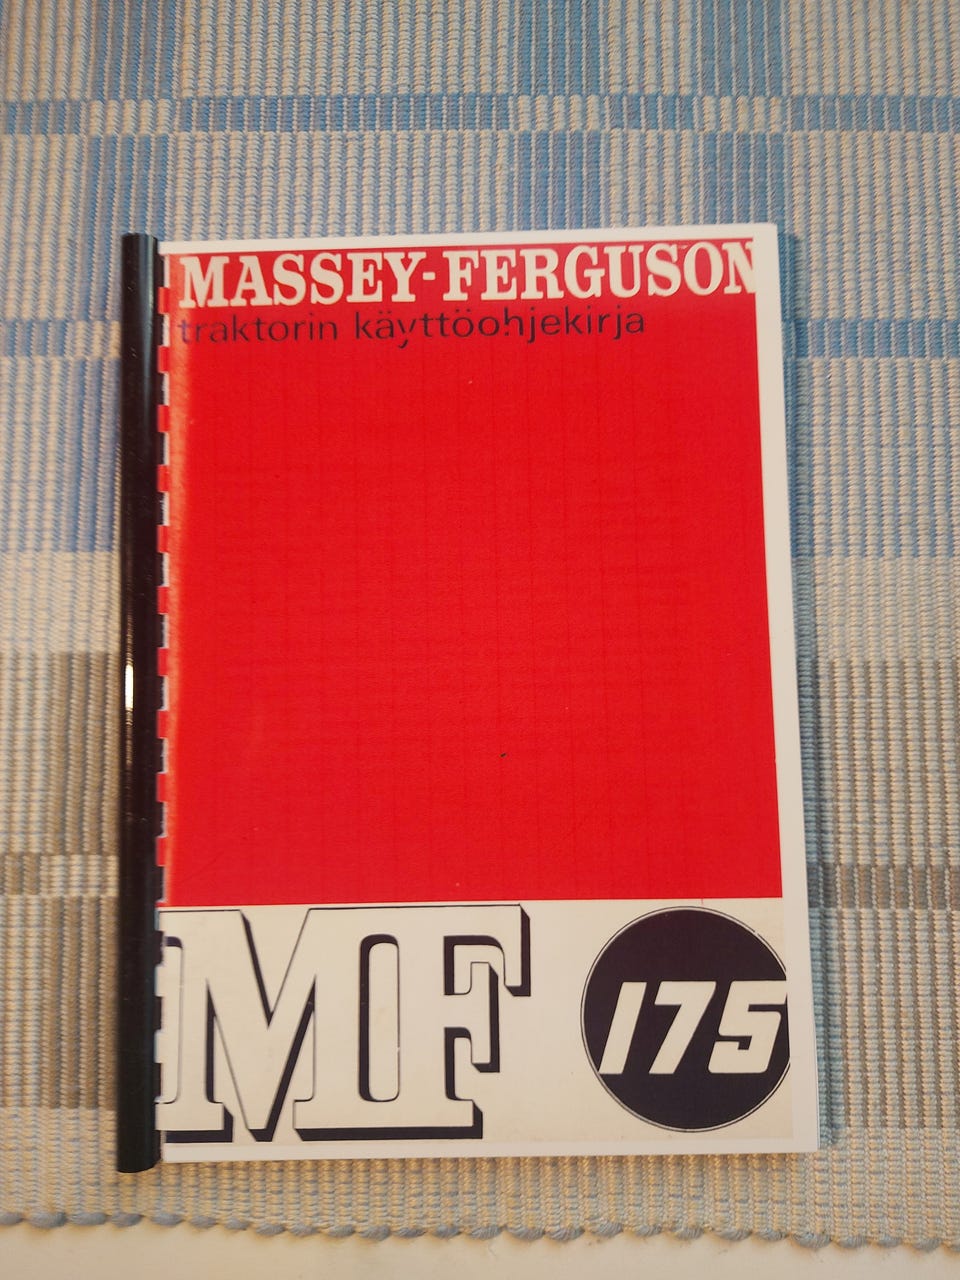 MASSEY-FERGUSON
traktorin käyttöohjekirja
MF
175